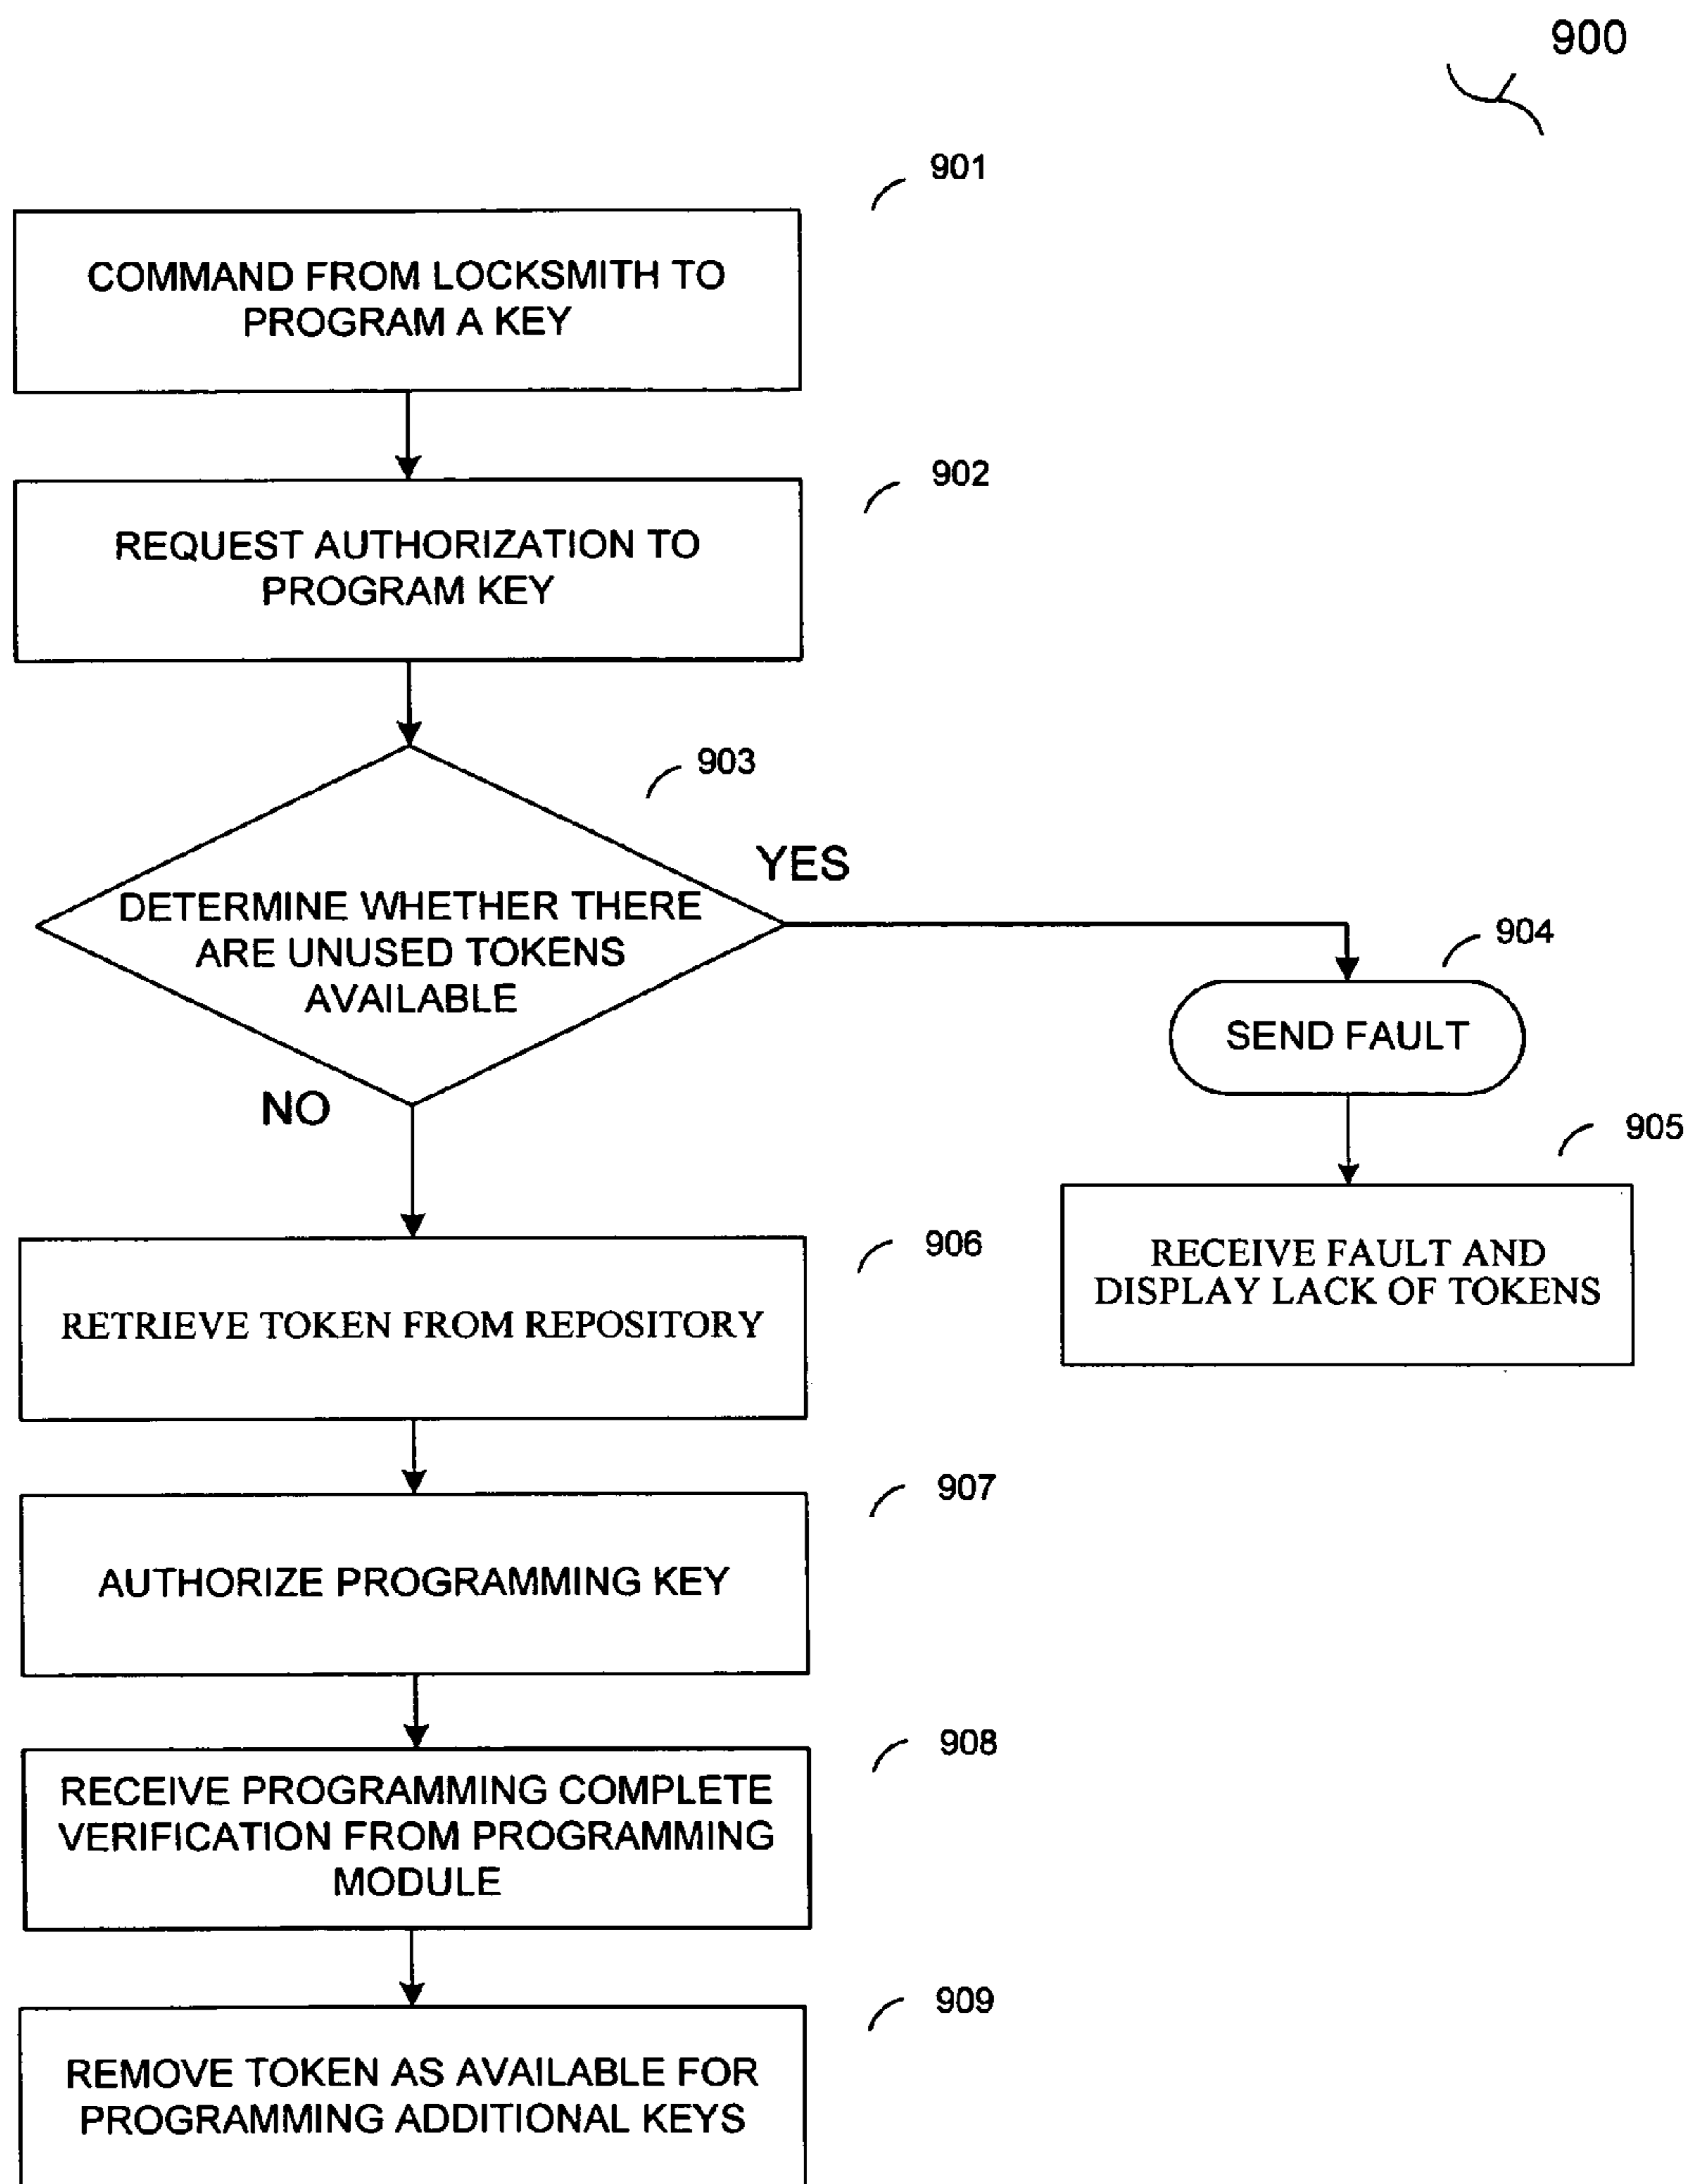 900
901
COMMAND FROM LOCKSMITH TO
PROGRAM A KEY
902
REQUEST AUTHORIZATION TO
PROGRAM KEY
903
DETERMINE WHETHER THERE
ARE UNUSED TOKENS
AVAILABLE
YES
904
SEND FAULT
905
RECEIVE FAULT AND
DISPLAY LACK OF TOKENS
NO
906
RETRIEVE TOKEN FROM REPOSITORY
907
AUTHORIZE PROGRAMMING KEY
908
RECEIVE PROGRAMMING COMPLETE
VERIFICATION FROM PROGRAMMING
MODULE
909
REMOVE TOKEN AS AVAILABLE FOR
PROGRAMMING ADDITIONAL KEYS